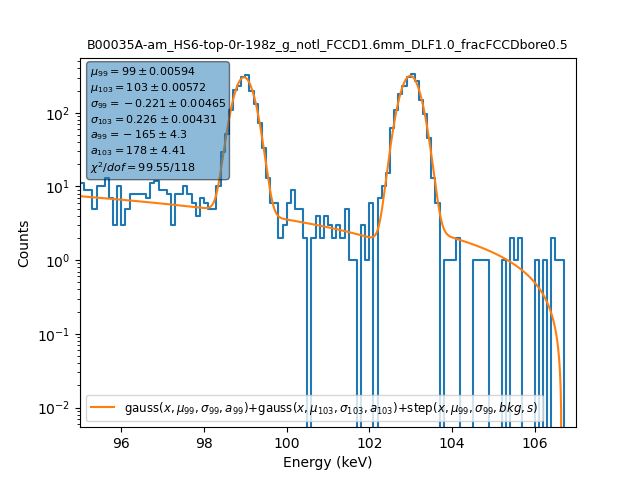 B00035A-am_HS6-top-0r-198z_g_notl_FCCD1.6mm_DLF1.0_fracFCCDbore0.5
μ₉₉ = 99 ± 0.00594
μ₁₀₃ = 103 ± 0.00572
σ₉₉ = −0.221 ± 0.00465
σ₁₀₃ = 0.226 ± 0.00431
a₉₉ = −165 ± 4.3
a₁₀₃ = 178 ± 4.41
χ²/dof = 99.55/118
10²
10¹
10⁰
10⁻¹
10⁻²
Counts
gauss(x, μ₉₉, σ₉₉, a₉₉)+gauss(x, μ₁₀₃, σ₁₀₃, a₁₀₃)+step(x, μ₉₉, σ₉₉, bkg, s)
96 98 100 102 104 106
Energy (keV)